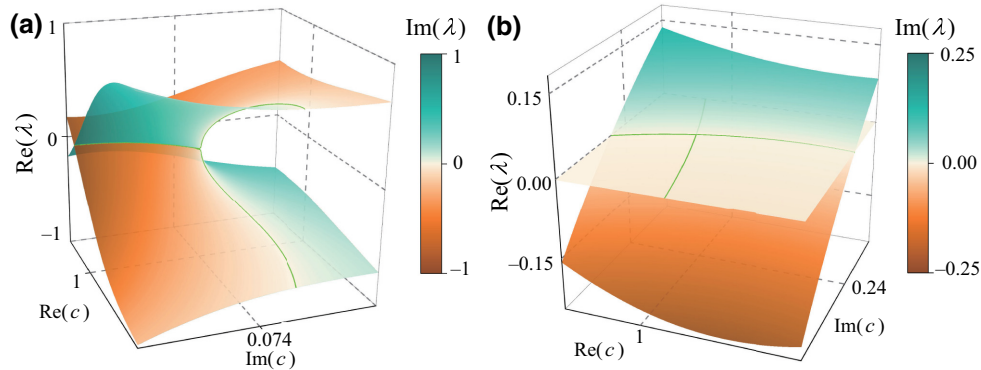 (a)
Im(λ)
1
0
−1
Re(λ)
1
0
−1
Re(c)
1
0.074
Im(c)
(b)
Im(λ)
0.25
0.00
−0.25
Re(λ)
0.15
0.00
−0.15
Re(c)
1
0.24
Im(c)